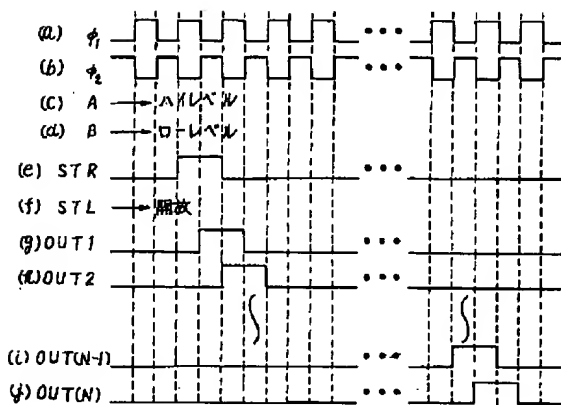 (a) φ1
(b) φ2
(c) A → ハイレベル
(d) B → ローレベル
(e) STR
(f) STL → 開放
(g) OUT1
(h) OUT2
(i) OUT(N-1)
(j) OUT(N)